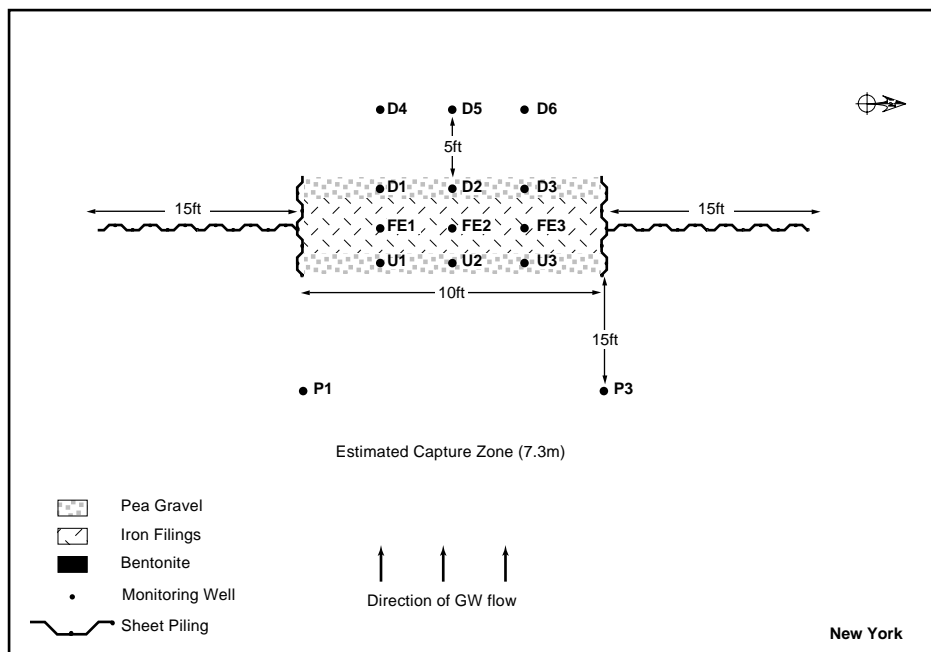 D4 D5 D6
5ft
D1 D2 D3
15ft 15ft
FE1 FE2 FE3
U1 U2 U3
10ft
15ft
P1 P3
Estimated Capture Zone (7.3m)
Pea Gravel
Iron Filings
Bentonite
Monitoring Well
Direction of GW flow
Sheet Piling
New York